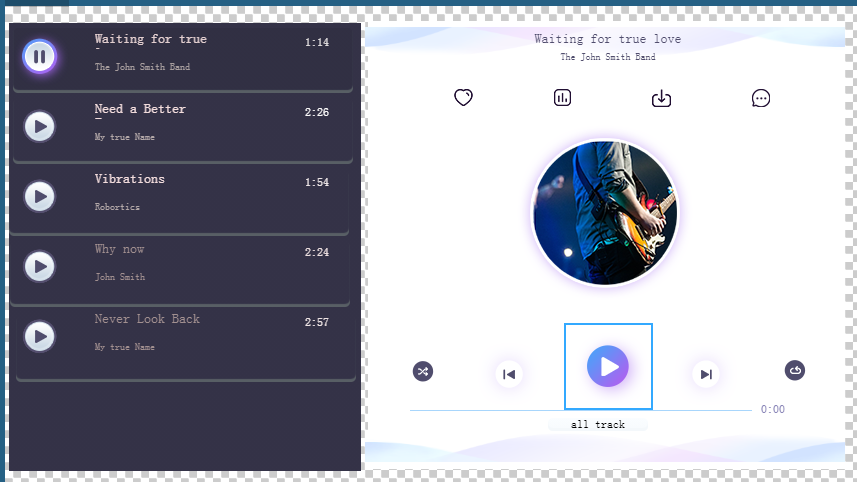 Waiting for true
1:14
The John Smith Band
Need a Better
2:26
My true Name
Vibrations
1:54
Robortics
Why now
2:24
John Smith
Never Look Back
2:57
My true Name
Waiting for true love
The John Smith Band
0:00
all track